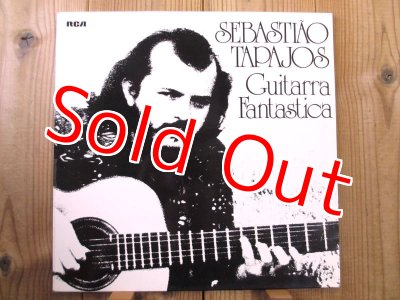 RCA
SEBASTIÃO
TAPAJOS
Guitarra
Fantastica
Sold Out